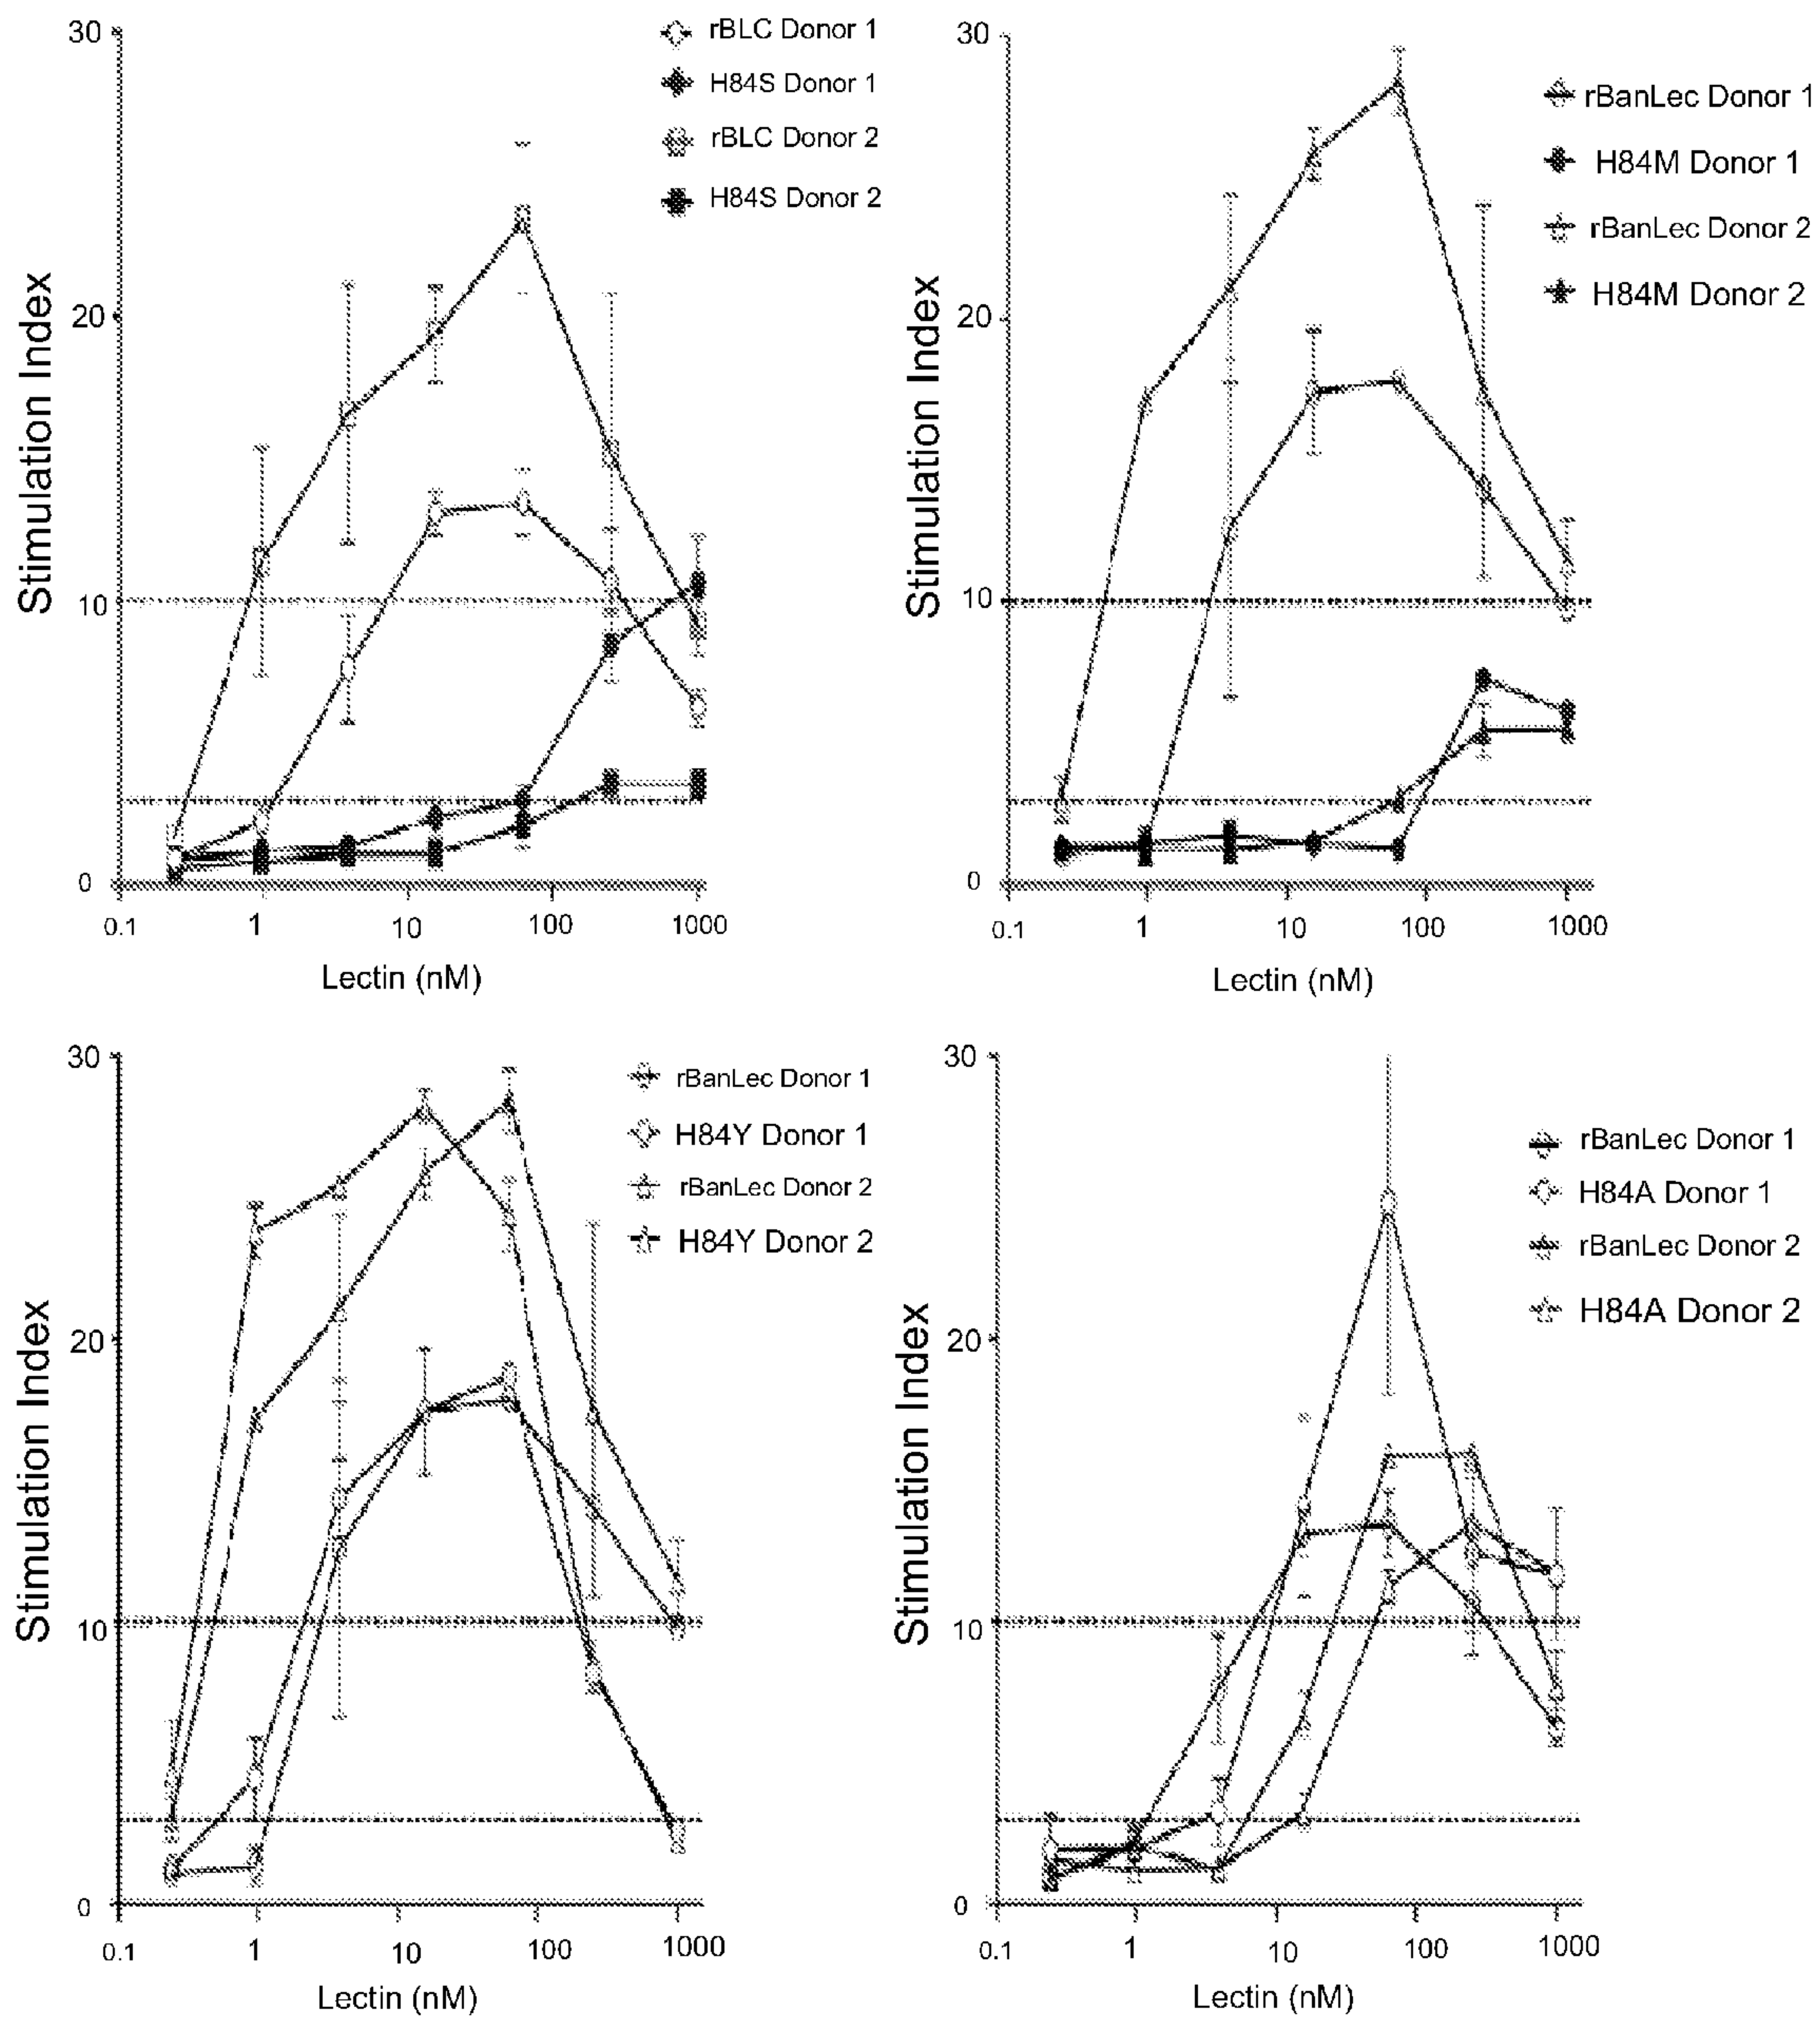 30
20
10
0
Stimulation Index
0.1 1 10 100 1000
Lectin (nM)
rBLC Donor 1
H84S Donor 1
rBLC Donor 2
H84S Donor 2
30
20
10
0
Stimulation Index
0.1 1 10 100 1000
Lectin (nM)
rBanLec Donor 1
H84M Donor 1
rBanLec Donor 2
H84M Donor 2
30
20
10
0
Stimulation Index
0.1 1 10 100 1000
Lectin (nM)
rBanLec Donor 1
H84Y Donor 1
rBanLec Donor 2
H84Y Donor 2
30
20
10
0
Stimulation Index
0.1 1 10 100 1000
Lectin (nM)
rBanLec Donor 1
H84A Donor 1
rBanLec Donor 2
H84A Donor 2